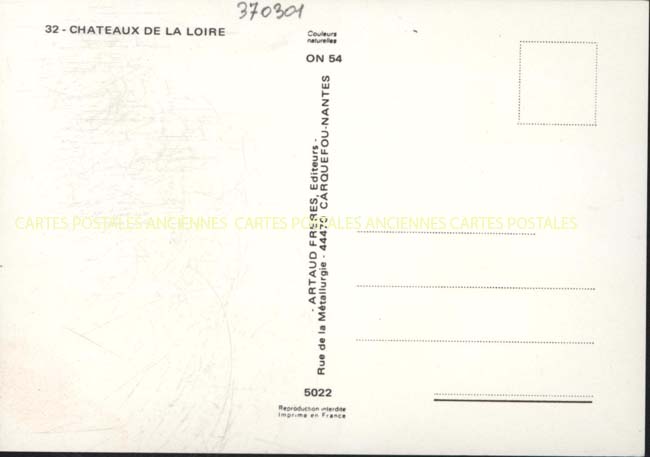 370301
32 - CHATEAUX DE LA LOIRE
Couleurs
naturelles
ON 54
- ARTAUD FRÈRES, Editeurs -
Rue de la Métallurgie - 44470 CARQUEFOU-NANTES
CARTES POSTALES ANCIENNES CARTES POSTALES ANCIENNES CARTES POSTALES
5022
Reproduction interdite
Imprimé en France